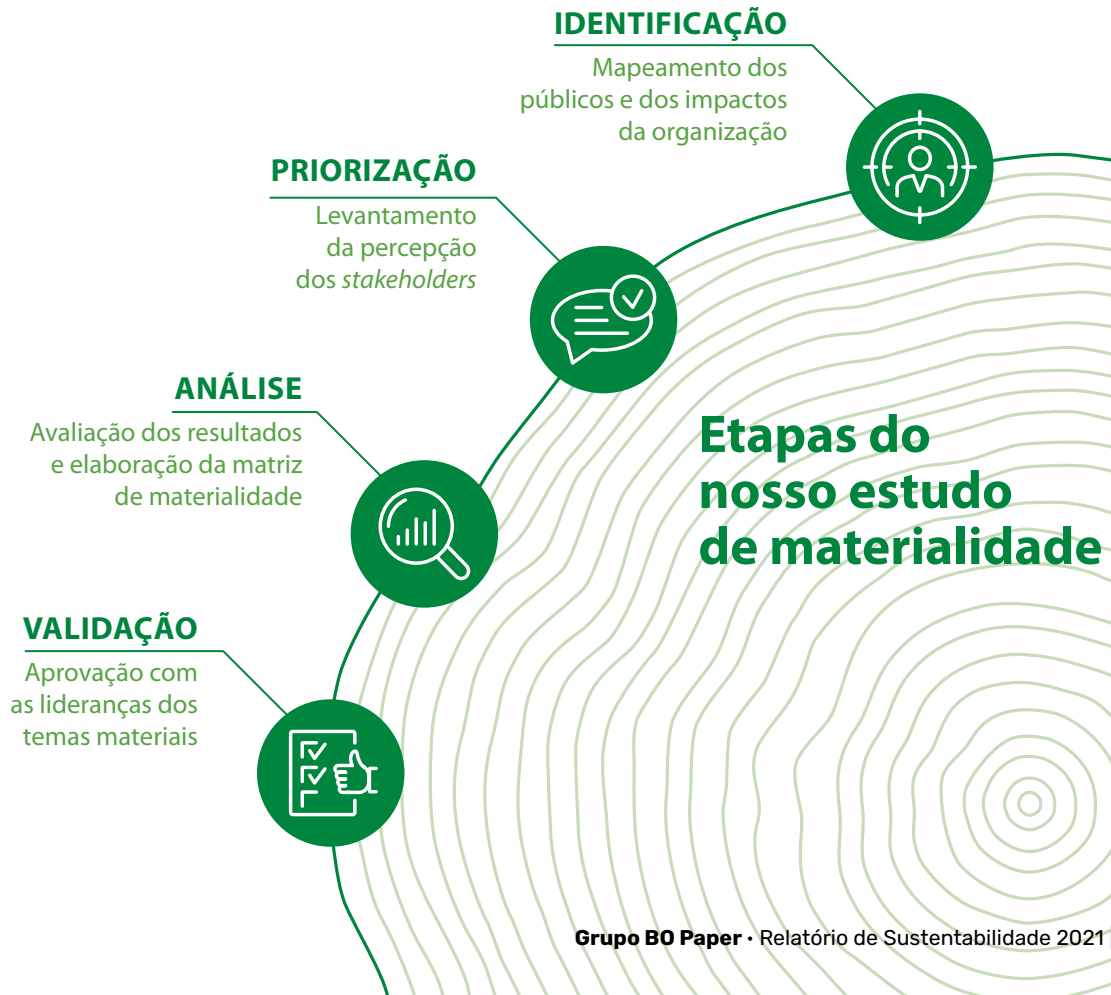 IDENTIFICAÇÃO
Mapeamento dos
públicos e dos impactos
da organização
PRIORIZAÇÃO
Levantamento
da percepção
dos stakeholders
ANÁLISE
Avaliação dos resultados
e elaboração da matriz
de materialidade
VALIDAÇÃO
Aprovação com
as lideranças dos
temas materiais
Etapas do
nosso estudo
de materialidade
Grupo BO Paper · Relatório de Sustentabilidade 2021 |